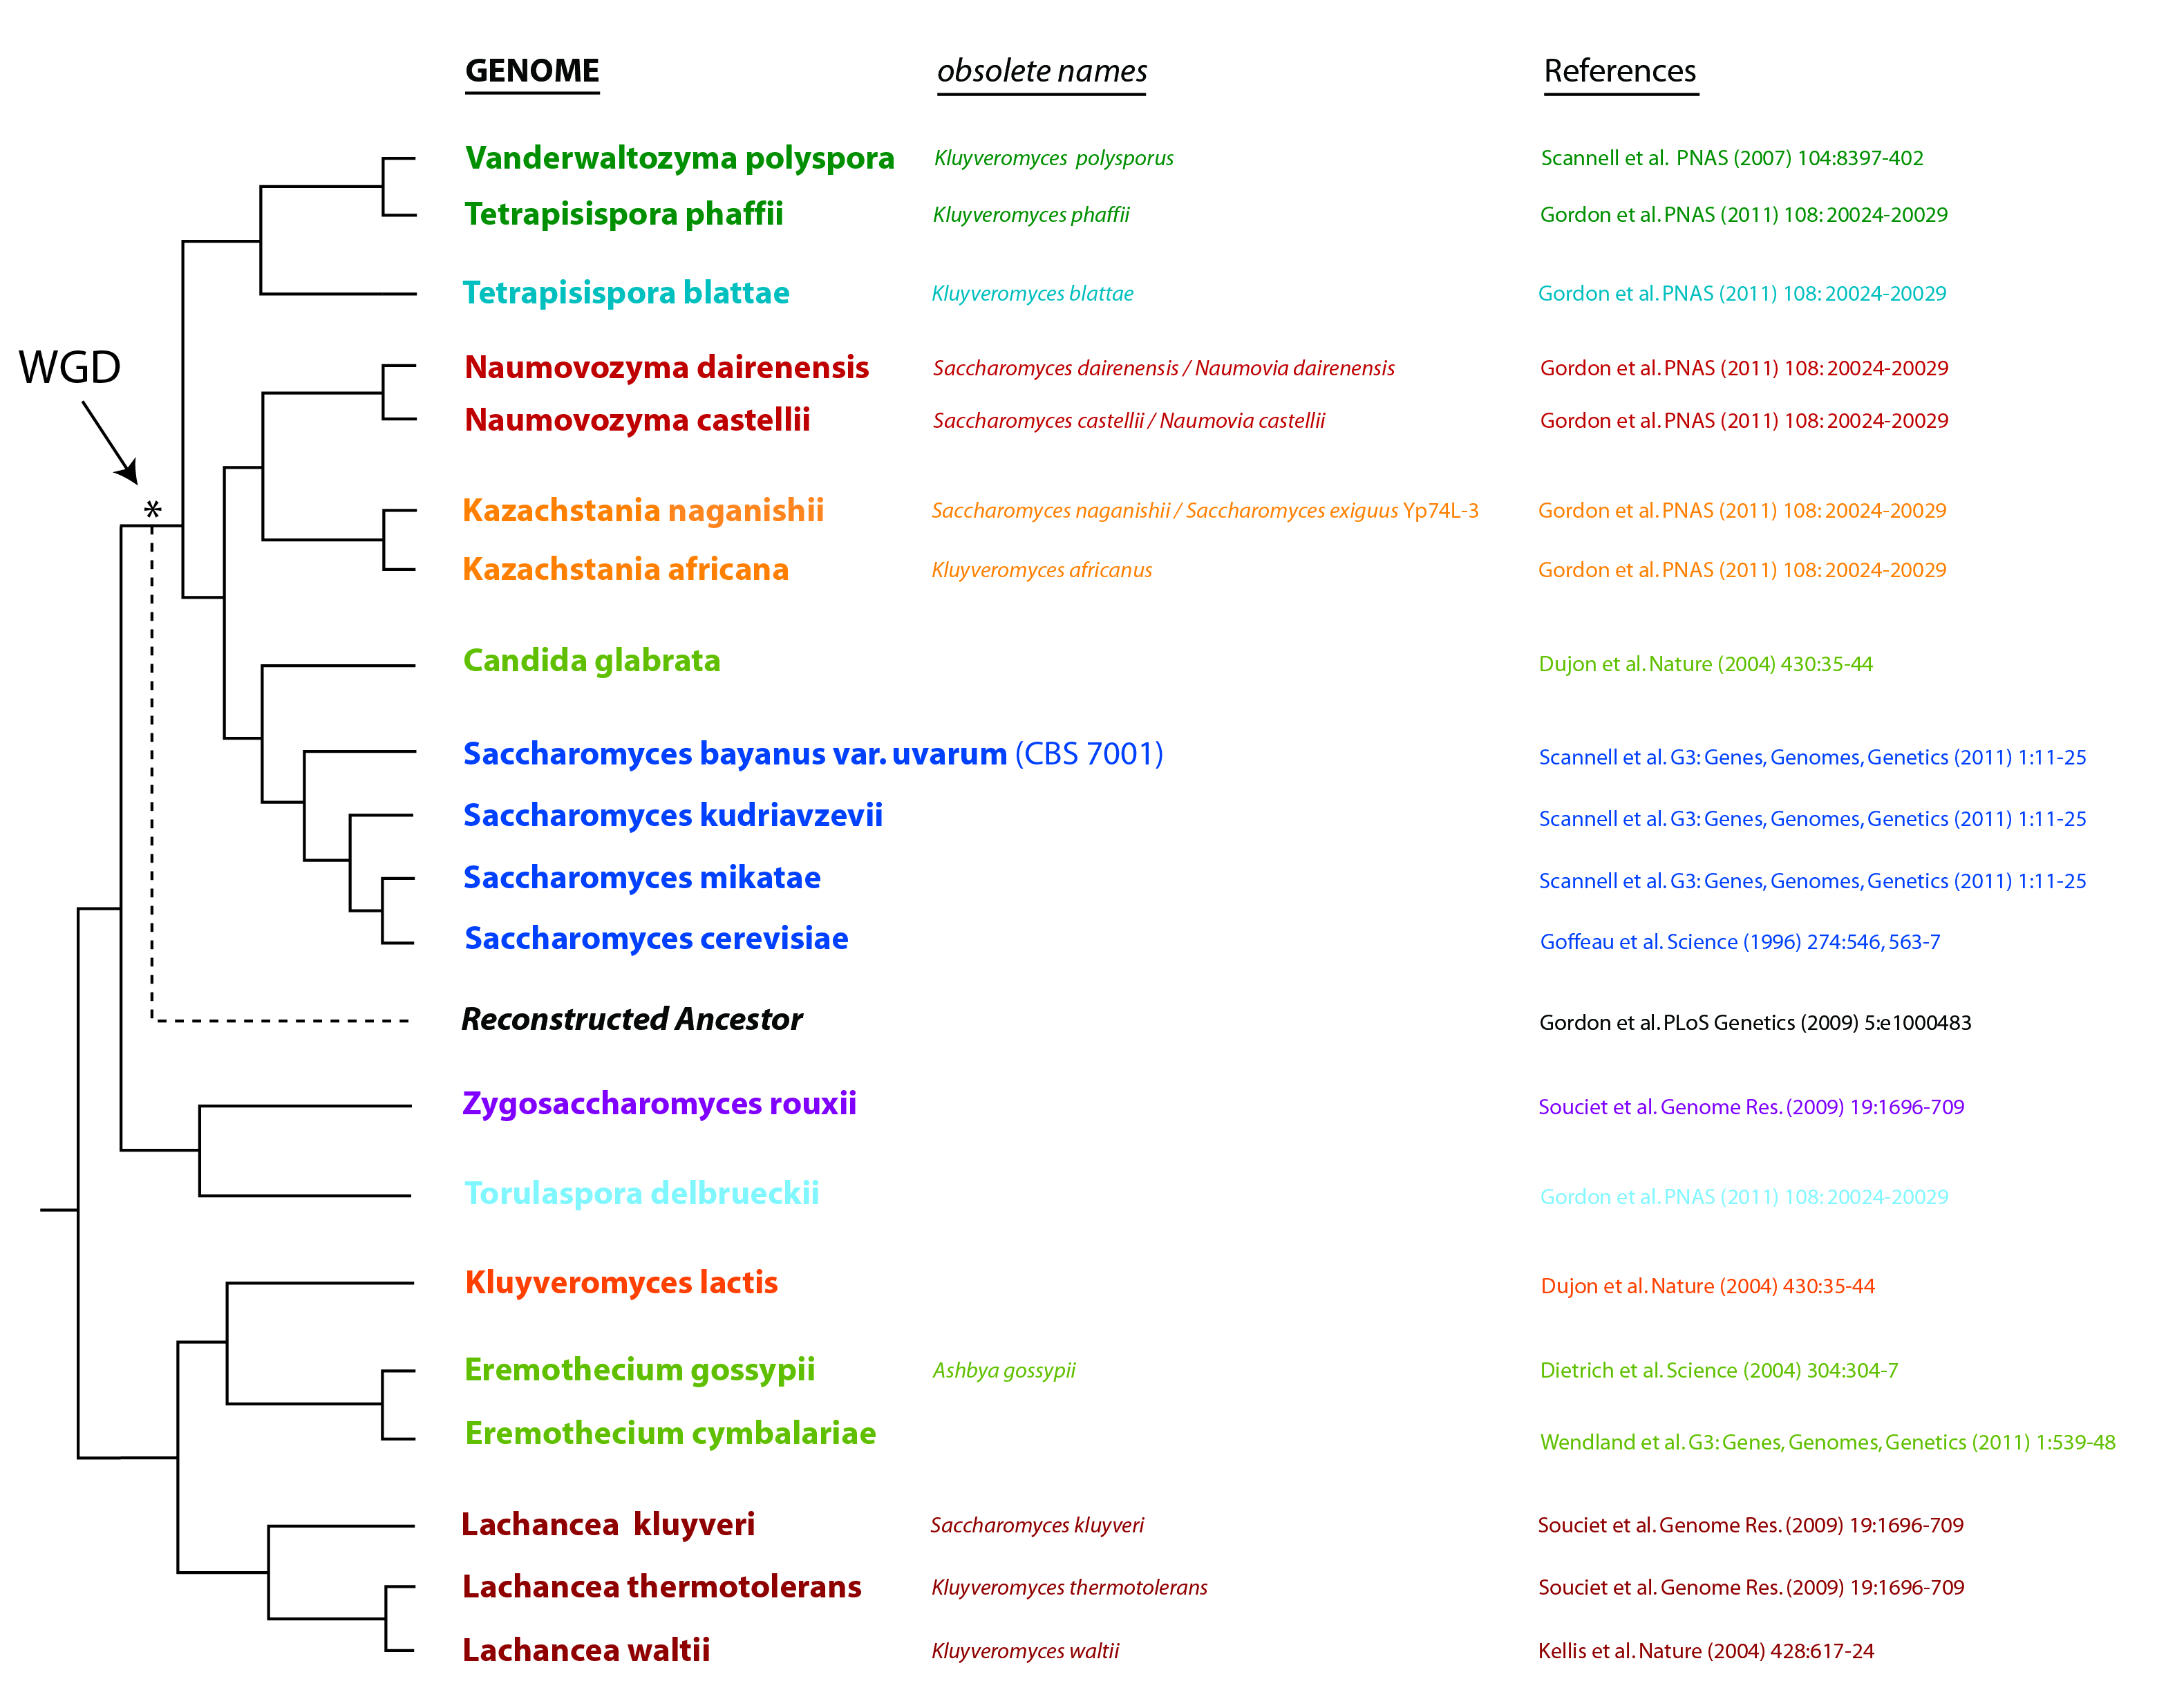 GENOME obsolete names References
Vanderwaltozyma polyspora Kluyveromyces polysporus Scannell et al. PNAS (2007) 104:8397-402
Tetrapisispora phaffii Kluyveromyces phaffii Gordon et al. PNAS (2011) 108: 20024-20029
Tetrapisispora blattae Kluyveromyces blattae Gordon et al. PNAS (2011) 108: 20024-20029
WGD Naumovozyma dairenensis Saccharomyces dairenensis / Naumovia dairenensis Gordon et al. PNAS (2011) 108: 20024-20029
Naumovozyma castellii Saccharomyces castellii / Naumovia castellii Gordon et al. PNAS (2011) 108: 20024-20029
* Kazachstania naganishii Saccharomyces naganishii / Saccharomyces exiguus Yp74L-3 Gordon et al. PNAS (2011) 108: 20024-20029
Kazachstania africana Kluyveromyces africanus Gordon et al. PNAS (2011) 108: 20024-20029
Candida glabrata Dujon et al. Nature (2004) 430:35-44
Saccharomyces bayanus var. uvarum (CBS 7001) Scannell et al. G3: Genes, Genomes, Genetics (2011) 1:11-25
Saccharomyces kudriavzevii Scannell et al. G3: Genes, Genomes, Genetics (2011) 1:11-25
Saccharomyces mikatae Scannell et al. G3: Genes, Genomes, Genetics (2011) 1:11-25
Saccharomyces cerevisiae Goffeau et al. Science (1996) 274:546, 563-7
Reconstructed Ancestor Gordon et al. PLoS Genetics (2009) 5:e1000483
Zygosaccharomyces rouxii Souciet et al. Genome Res. (2009) 19:1696-709
Torulaspora delbrueckii Gordon et al. PNAS (2011) 108: 20024-20029
Kluyveromyces lactis Dujon et al. Nature (2004) 430:35-44
Eremothecium gossypii Ashbya gossypii Dietrich et al. Science (2004) 304:304-7
Eremothecium cymbalariae Wendland et al. G3: Genes, Genomes, Genetics (2011) 1:539-48
Lachancea kluyveri Saccharomyces kluyveri Souciet et al. Genome Res. (2009) 19:1696-709
Lachancea thermotolerans Kluyveromyces thermotolerans Souciet et al. Genome Res. (2009) 19:1696-709
Lachancea waltii Kluyveromyces waltii Kellis et al. Nature (2004) 428:617-24